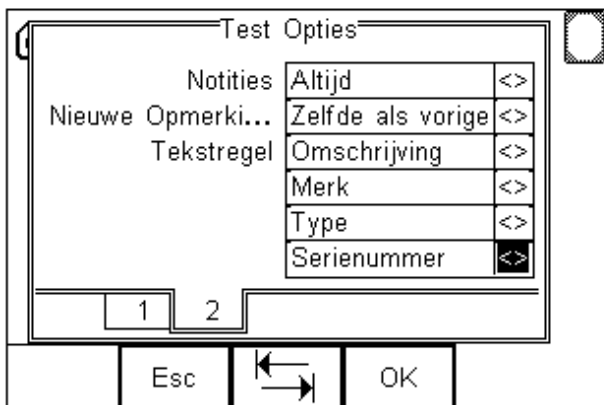 Test Opties
Notities Altijd <>
Nieuwe Opmerki... Zelfde als vorige <>
Tekstregel Omschrijving <>
Merk <>
Type <>
Serienummer <>
1 2
Esc OK